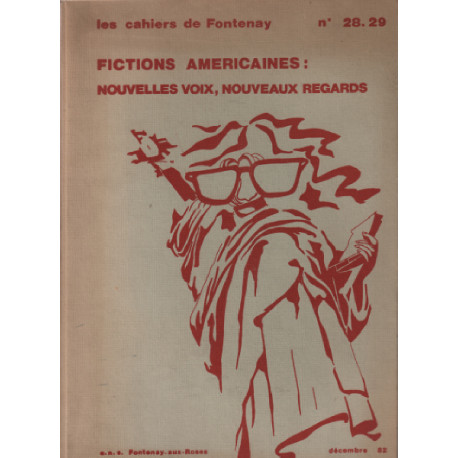 les cahiers de Fontenay n° 28.29
FICTIONS AMERICAINES :
NOUVELLES VOIX, NOUVEAUX REGARDS
e.n.s. Fontenay-aux-Roses décembre 82